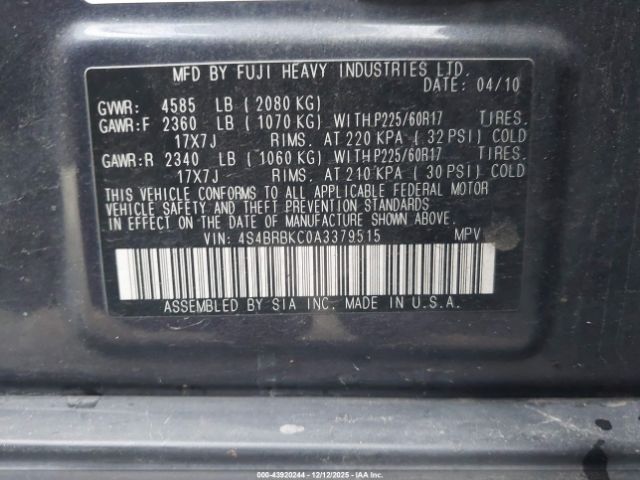 MFD BY FUJI HEAVY INDUSTRIES LTD.
DATE: 04/10
GVWR: 4585 LB ( 2080 KG)
GAWR:F 2360 LB ( 1070 KG) WITH P225/60R17 TIRES.
17X7J RIMS. AT 220 KPA ( 32 PSI) COLD
GAWR:R 2340 LB ( 1060 KG) WITH P225/60R17 TIRES.
17X7J RIMS. AT 210 KPA ( 30 PSI) COLD
THIS VEHICLE CONFORMS TO ALL APPLICABLE FEDERAL MOTOR
VEHICLE SAFETY AND THEFT PREVENTION STANDARDS
IN EFFECT ON THE DATE OF MANUFACTURE SHOWN ABOVE.
VIN: 4S4BRBKC0A3379515 MPV
ASSEMBLED BY SIA INC. MADE IN U.S.A.
000-43920244 - 12/12/2025 -